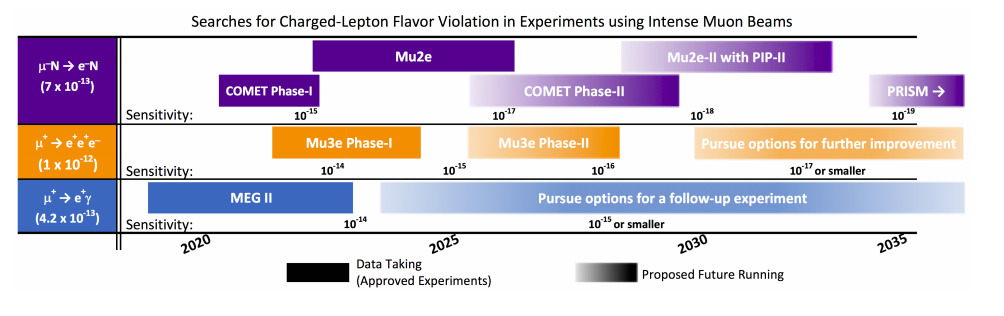 Searches for Charged-Lepton Flavor Violation in Experiments using Intense Muon Beams
μ⁻N → e⁻N
(7 x 10⁻¹³)
Mu2e
Mu2e-II with PIP-II
COMET Phase-I
COMET Phase-II
PRISM →
Sensitivity:
10⁻¹⁵
10⁻¹⁷
10⁻¹⁸
10⁻¹⁹
μ⁺ → e⁺e⁺e⁻
(1 x 10⁻¹²)
Mu3e Phase-I
Mu3e Phase-II
Pursue options for further improvement
Sensitivity:
10⁻¹⁴
10⁻¹⁵
10⁻¹⁶
10⁻¹⁷ or smaller
μ⁺ → e⁺γ
(4.2 x 10⁻¹³)
MEG II
Pursue options for a follow-up experiment
Sensitivity:
10⁻¹⁴
10⁻¹⁵ or smaller
2020
2025
2030
2035
Data Taking
(Approved Experiments)
Proposed Future Running